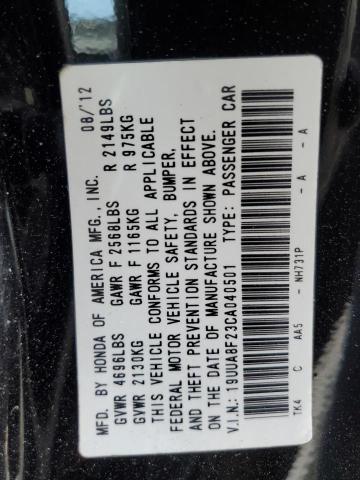 MFD. BY HONDA OF AMERICA MFG., INC. 08/'12
GVWR 4696LBS GAWR F 2568LBS R 2149LBS
GVWR 2130KG GAWR F 1165KG R 975KG
THIS VEHICLE CONFORMS TO ALL APPLICABLE
FEDERAL MOTOR VEHICLE SAFETY, BUMPER,
AND THEFT PREVENTION STANDARDS IN EFFECT
ON THE DATE OF MANUFACTURE SHOWN ABOVE.
V.I.N.: 19UUA8F23CA040501 TYPE: PASSENGER CAR
TK4 C AA5 - NH731P - A - A